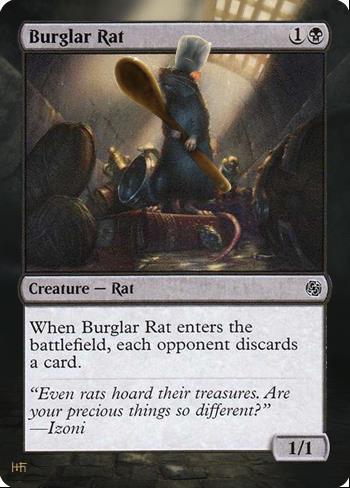 Burglar Rat 1
Creature — Rat
When Burglar Rat enters the
battlefield, each opponent discards
a card.
"Even rats hoard their treasures. Are
your precious things so different?"
—Izoni
1/1